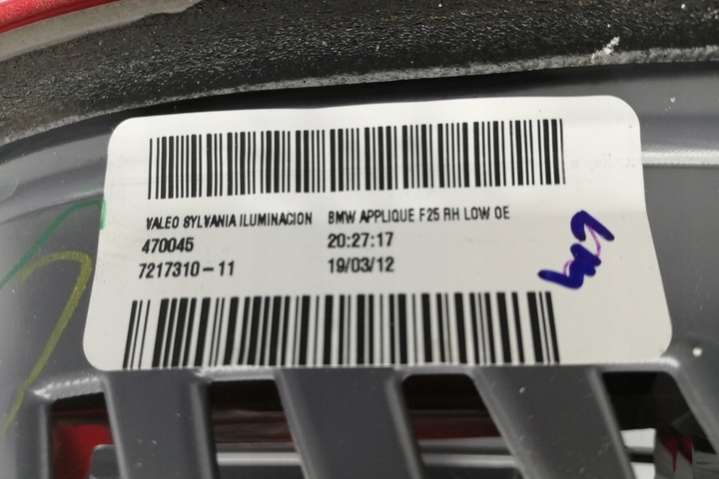 VALEO SYLVANIA ILUMINACION BMW APPLIQUE F25 RH LOW OE
470045 20:27:17
7217310-11 19/03/12